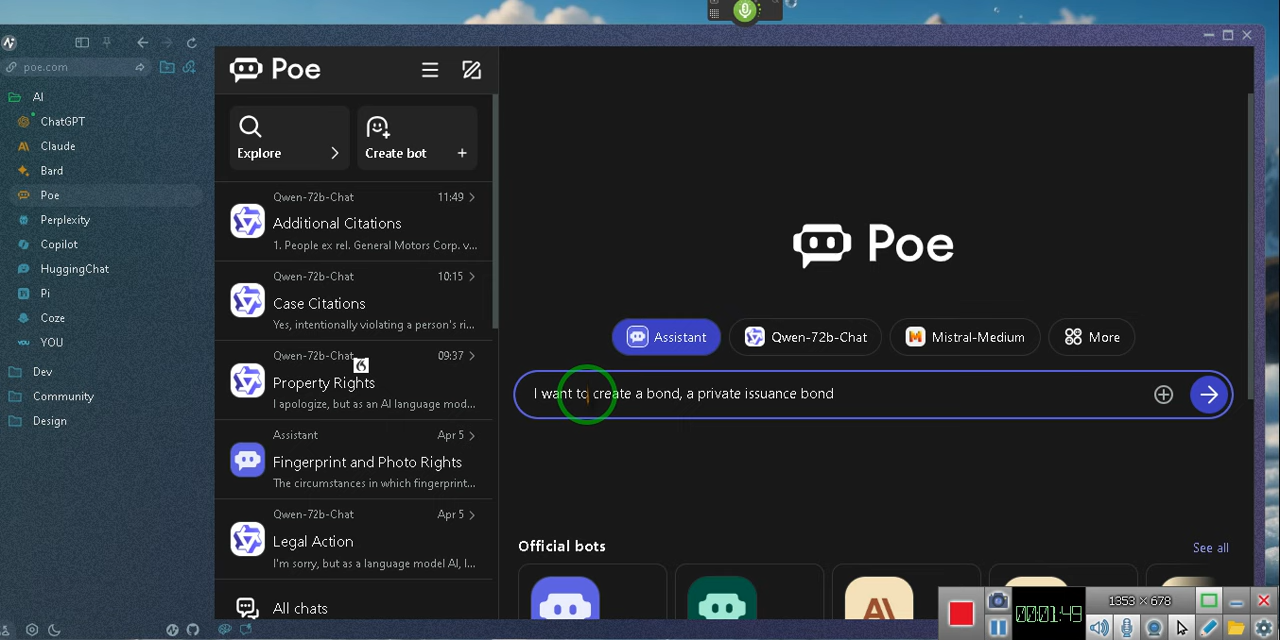 poe.com
AI
ChatGPT
Claude
Bard
Poe
Perplexity
Copilot
HuggingChat
Pi
Coze
YOU
YOU
Dev
Community
Design
Poe
Explore
Create bot +
Qwen-72b-Chat 11:49
Additional Citations
1. People ex rel. General Motors Corp. v...
Qwen-72b-Chat 10:15
Case Citations
Yes, intentionally violating a person's ri...
Qwen-72b-Chat 09:37
Property Rights
I apologize, but as an AI language mod...
Assistant Apr 5
Fingerprint and Photo Rights
The circumstances in which fingerprint...
Qwen-72b-Chat Apr 5
Legal Action
I'm sorry, but as a language model AI, I...
All chats
Poe
Assistant
Qwen-72b-Chat
Mistral-Medium
More
I want to create a bond, a private issuance bond
Official bots
See all
A\
1353 × 678
00:01:49